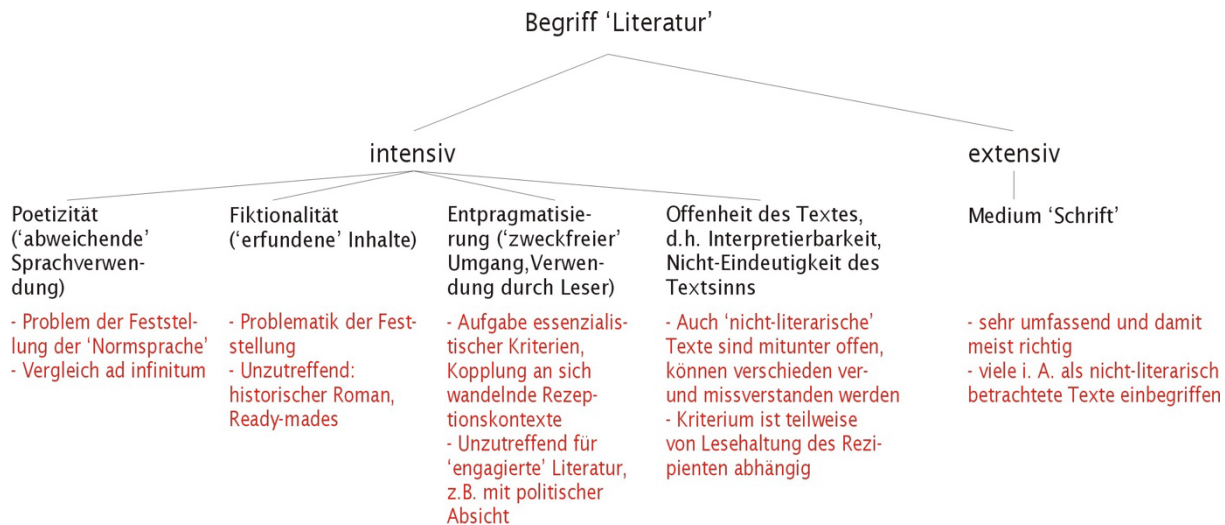 Begriff ‘Literatur’
intensiv
extensiv
Poetizität
(‘abweichende’
Sprachverwen-
dung)
- Problem der Feststel-
lung der ‘Normsprache’
- Vergleich ad infinitum
Fiktionalität
(‘erfundene’ Inhalte)
- Problematik der Fest-
stellung
- Unzutreffend:
historischer Roman,
Ready-mades
Entpragmatisie-
rung (‘zweckfreier’
Umgang, Verwen-
dung durch Leser)
- Aufgabe essenzialis-
tischer Kriterien,
Kopplung an sich
wandelnde Rezep-
tionskontexte
- Unzutreffend für
‘engagierte’ Literatur,
z.B. mit politischer
Absicht
Offenheit des Textes,
d.h. Interpretierbarkeit,
Nicht-Eindeutigkeit des
Textsinns
- Auch ‘nicht-literarische’
Texte sind mitunter offen,
können verschieden ver-
und missverstanden werden
- Kriterium ist teilweise
von Lesehaltung des Rezi-
pienten abhängig
Medium ‘Schrift’
- sehr umfassend und damit
meist richtig
- viele i. A. als nicht-literarisch
betrachtete Texte einbegriffen